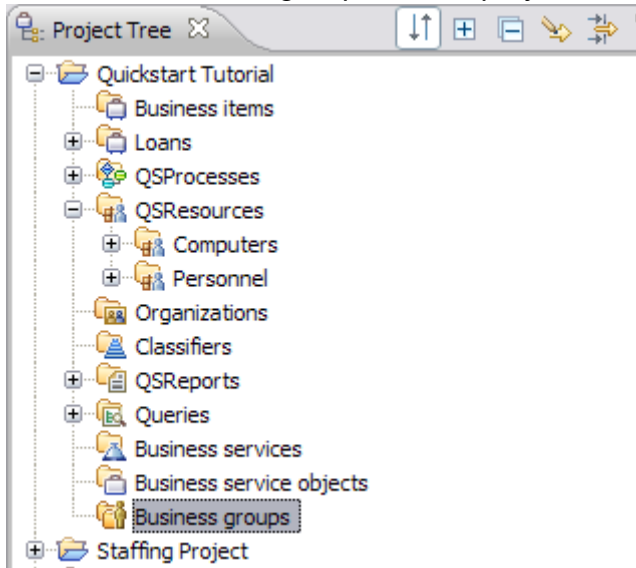 Project Tree
Quickstart Tutorial
Business items
Loans
QSProcesses
QSResources
Computers
Personnel
Organizations
Classifiers
QSReports
Queries
Business services
Business service objects
Business groups
Staffing Project